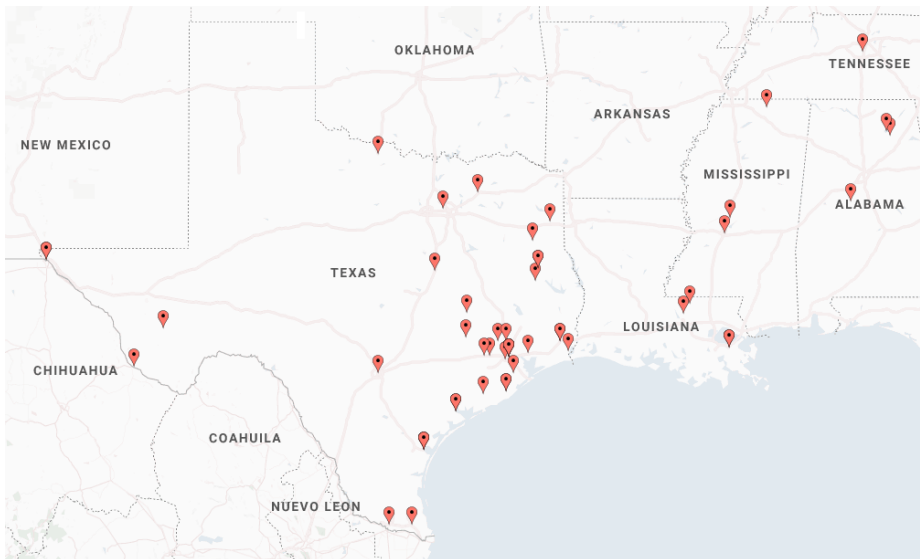 OKLAHOMA
TENNESSEE
ARKANSAS
NEW MEXICO
MISSISSIPPI
ALABAMA
TEXAS
LOUISIANA
CHIHUAHUA
COAHUILA
NUEVO LEON